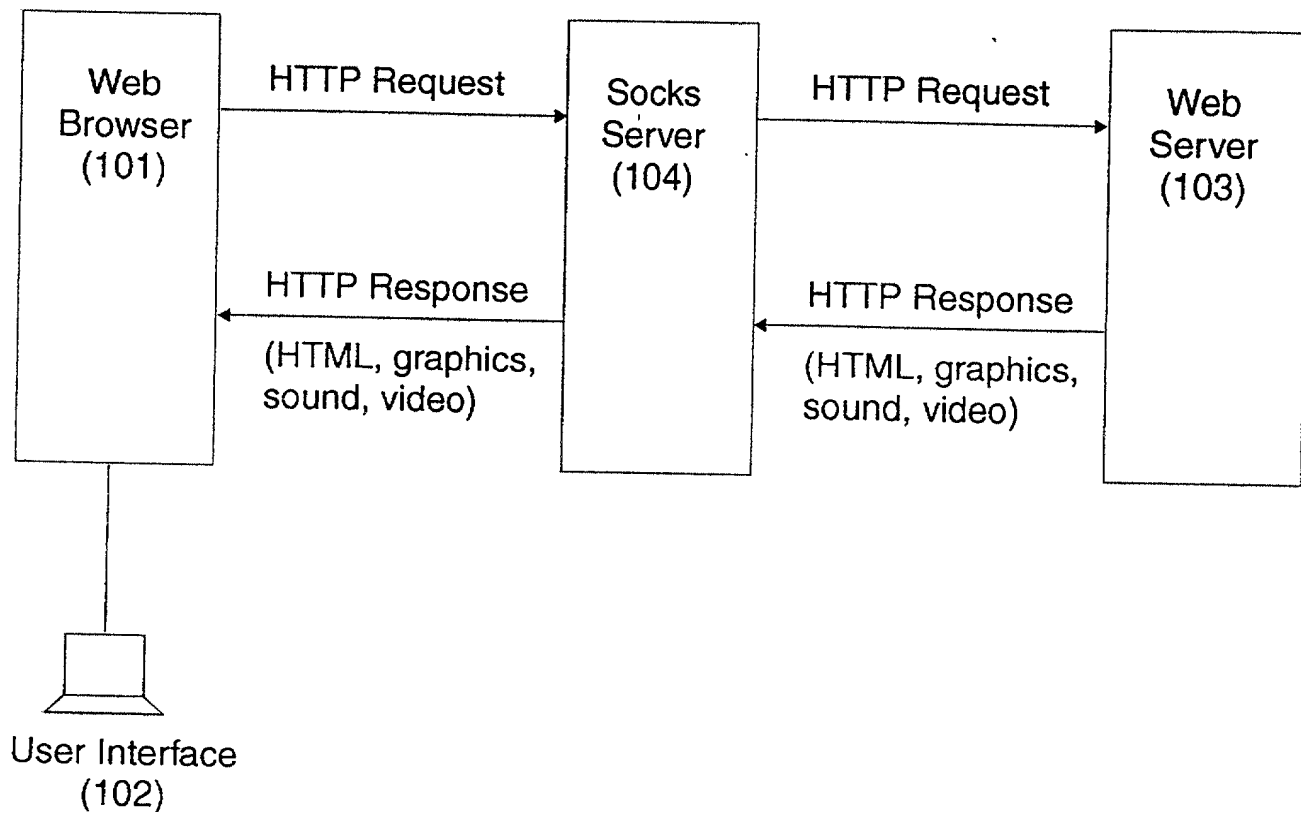 Web
Browser
(101)
HTTP Request
Socks
Server
(104)
HTTP Request
Web
Server
(103)
HTTP Response
(HTML, graphics,
sound, video)
HTTP Response
(HTML, graphics,
sound, video)
User Interface
(102)